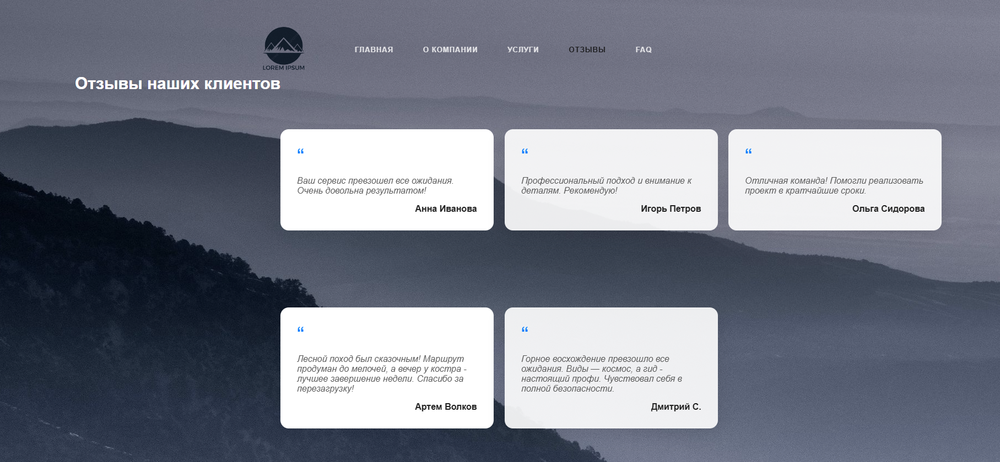 LOREM IPSUM
ГЛАВНАЯ
О КОМПАНИИ
УСЛУГИ
ОТЗЫВЫ
FAQ
Отзывы наших клиентов
“
Ваш сервис превзошел все ожидания.
Очень довольна результатом!
Анна Иванова
“
Профессиональный подход и внимание к
деталям. Рекомендую!
Игорь Петров
“
Отличная команда! Помогли реализовать
проект в кратчайшие сроки.
Ольга Сидорова
“
Лесной поход был сказочным! Маршрут
продуман до мелочей, а вечер у костра -
лучшее завершение недели. Спасибо за
перезагрузку!
Артем Волков
“
Горное восхождение превзошло все
ожидания. Виды — космос, а гид -
настоящий профи. Чувствовал себя в
полной безопасности.
Дмитрий С.